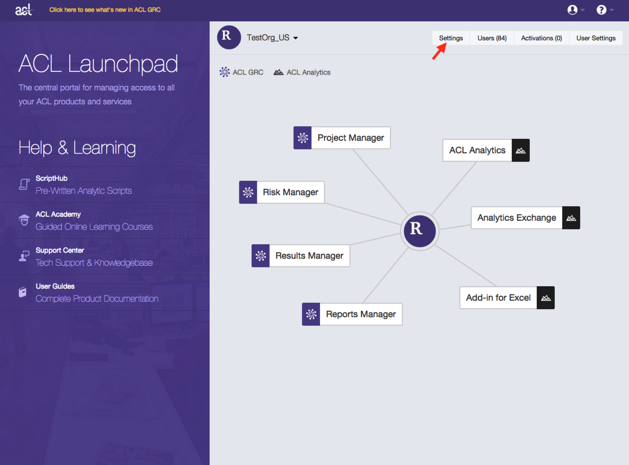 acl
Click here to see what's new in ACL GRC
R
TestOrg_US
Settings
Users (84)
Activations (0)
User Settings
ACL Launchpad
The central portal for managing access to all
your ACL products and services
Help & Learning
ScriptHub
Pre-Written Analytic Scripts
ACL Academy
Guided Online Learning Courses
Support Center
Tech Support & Knowledgebase
User Guides
Complete Product Documentation
ACL GRC
ACL Analytics
Project Manager
Risk Manager
Results Manager
Reports Manager
R
ACL Analytics
Analytics Exchange
Add-in for Excel